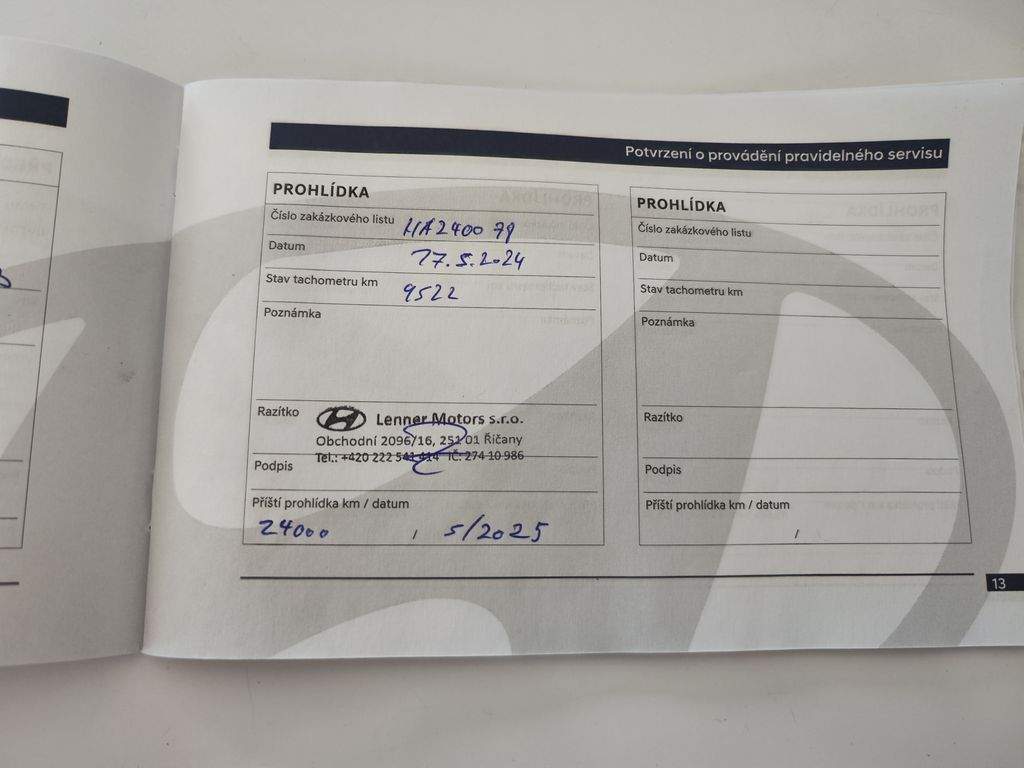 Potvrzení o provádění pravidelného servisu
PROHLÍDKA
Číslo zakázkového listu HA2400 79
Datum 17.5.2024
Stav tachometru km 9522
Poznámka
Razítko Lenner Motors s.r.o.
Obchodní 2096/16, 251 01 Říčany
Tel.: +420 222 541 414 IČ: 274 10 986
Podpis
Příští prohlídka km / datum
24000 / 5/2025
PROHLÍDKA
Číslo zakázkového listu
Datum
Stav tachometru km
Poznámka
Razítko
Podpis
Příští prohlídka km / datum
/
13